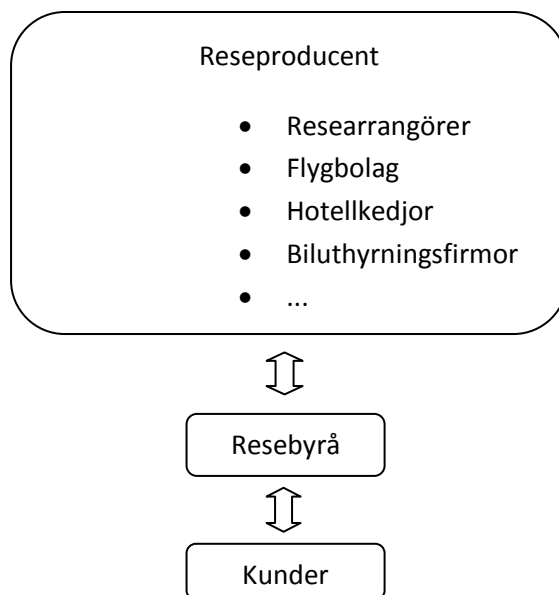 Reseproducent
• Researrangörer
• Flygbolag
• Hotellkedjor
• Biluthyrningsfirmor
• ...
Resebyrå
Kunder